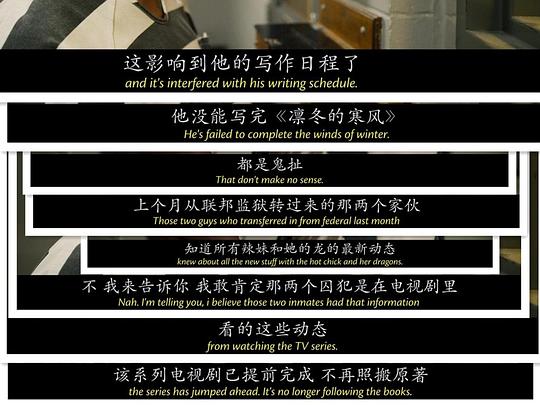 这影响到他的写作日程了
and it's interfered with his writing schedule.
他没能写完《凛冬的寒风》
He's failed to complete the winds of winter.
都是鬼扯
That don't make no sense.
上个月从联邦监狱转过来的那两个家伙
Those two guys who transferred in from federal last month
知道所有辣妹和她的龙的最新动态
knew about all the new stuff with the hot chick and her dragons.
不 我来告诉你 我敢肯定那两个囚犯是在电视剧里
Nah. I'm telling you, i believe those two inmates had that information
看的这些动态
from watching the TV series.
该系列电视剧已提前完成 不再照搬原著
the series has jumped ahead. It's no longer following the books.